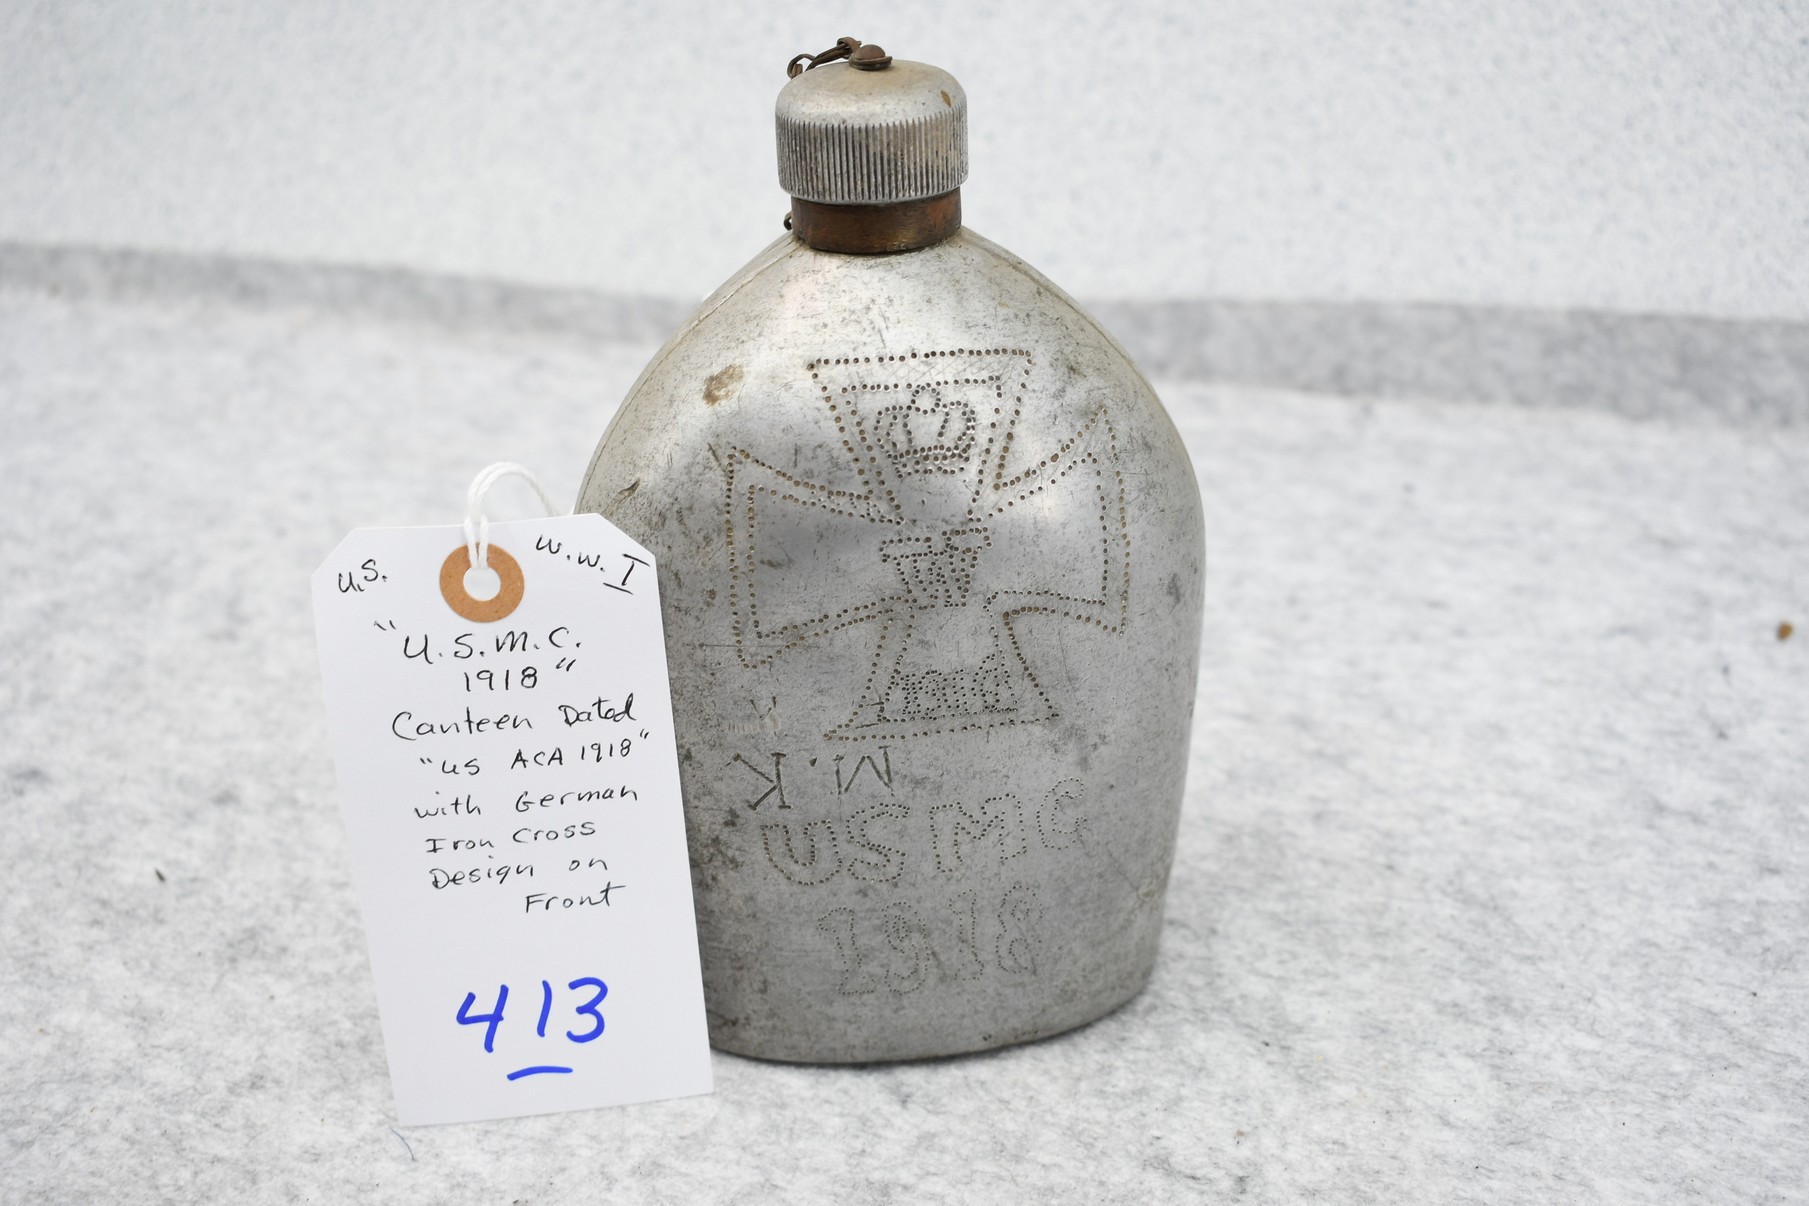 U.S.
W.W. I
"U.S.M.C.
1918"
Canteen Dated
"US ACA 1918"
with German
Iron Cross
Design on
Front
413
W
K
M.K
USMC
1918